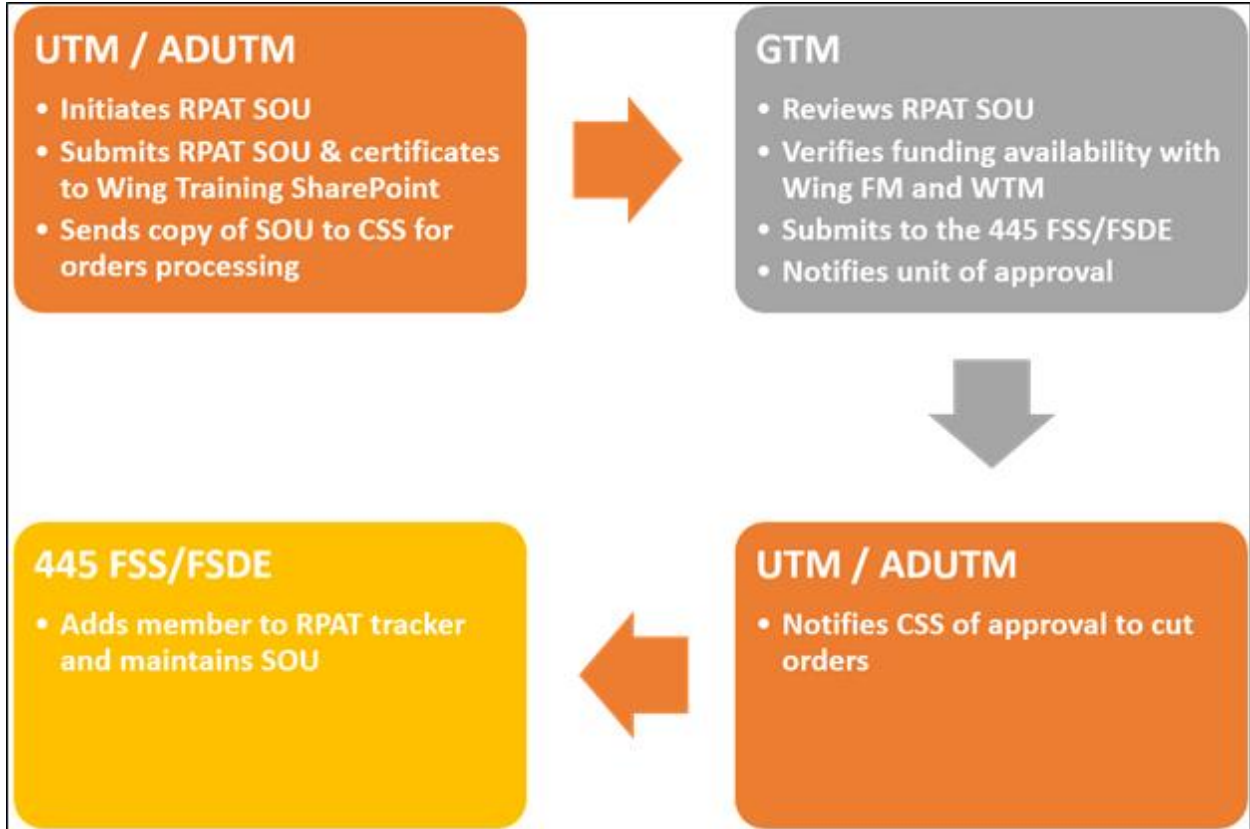 UTM / ADUTM
• Initiates RPAT SOU
• Submits RPAT SOU & certificates
to Wing Training SharePoint
• Sends copy of SOU to CSS for
orders processing
GTM
• Reviews RPAT SOU
• Verifies funding availability with
Wing FM and WTM
• Submits to the 445 FSS/FSDE
• Notifies unit of approval
UTM / ADUTM
• Notifies CSS of approval to cut
orders
445 FSS/FSDE
• Adds member to RPAT tracker
and maintains SOU